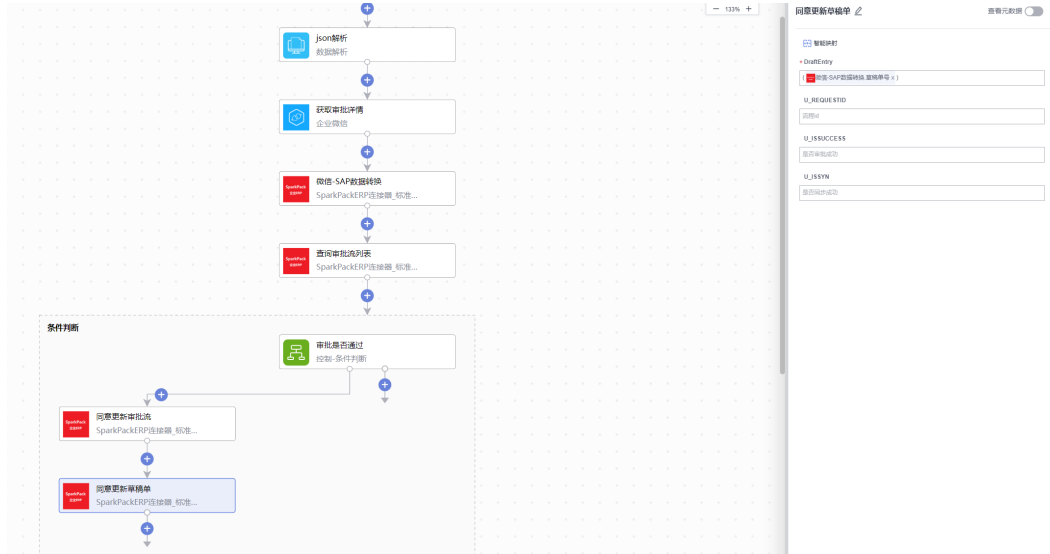 133%
json解析
数据解析
获取审批详情
企业微信
微信-SAP数据转换
SparkPackERP连接器_标准...
查询审批流列表
SparkPackERP连接器_标准...
条件判断
审批是否通过
控制-条件判断
同意更新审批流
SparkPackERP连接器_标准...
同意更新草稿单
SparkPackERP连接器_标准...
同意更新草稿单
查看元数据
智能映射
* DraftEntry
( 微信-SAP数据转换.草稿单号 x )
U_REQUESTID
流程id
U_ISSUCCESS
是否审批成功
U_ISSYN
是否同步成功